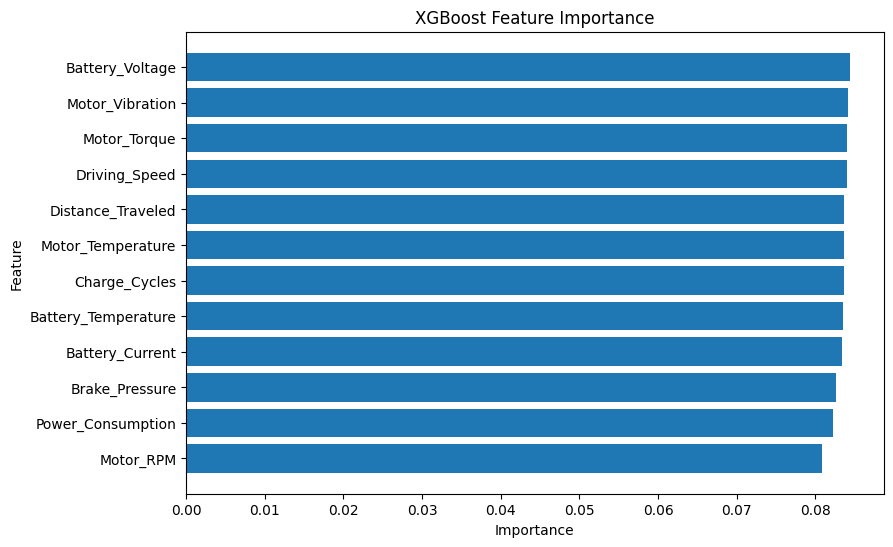 XGBoost Feature Importance
Feature
Battery_Voltage
Motor_Vibration
Motor_Torque
Driving_Speed
Distance_Traveled
Motor_Temperature
Charge_Cycles
Battery_Temperature
Battery_Current
Brake_Pressure
Power_Consumption
Motor_RPM
0.00 0.01 0.02 0.03 0.04 0.05 0.06 0.07 0.08
Importance